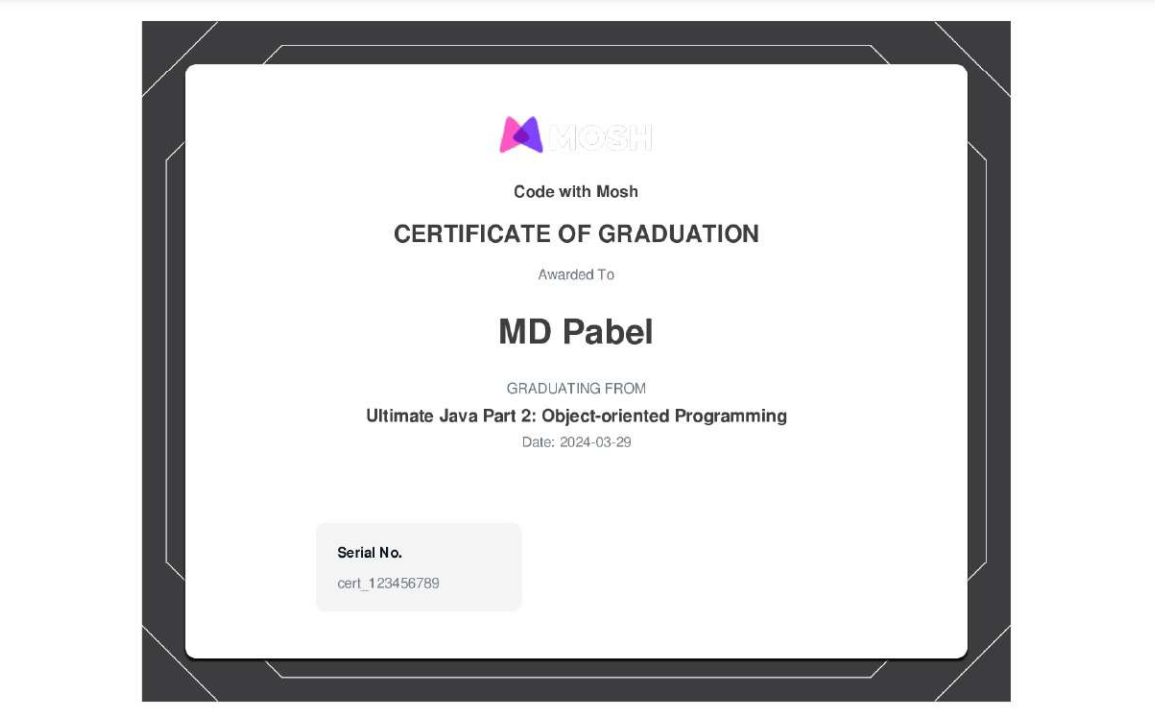 MOSH
Code with Mosh
CERTIFICATE OF GRADUATION
Awarded To
MD Pabel
GRADUATING FROM
Ultimate Java Part 2: Object-oriented Programming
Date: 2024-03-29
Serial No.
cert_123456789